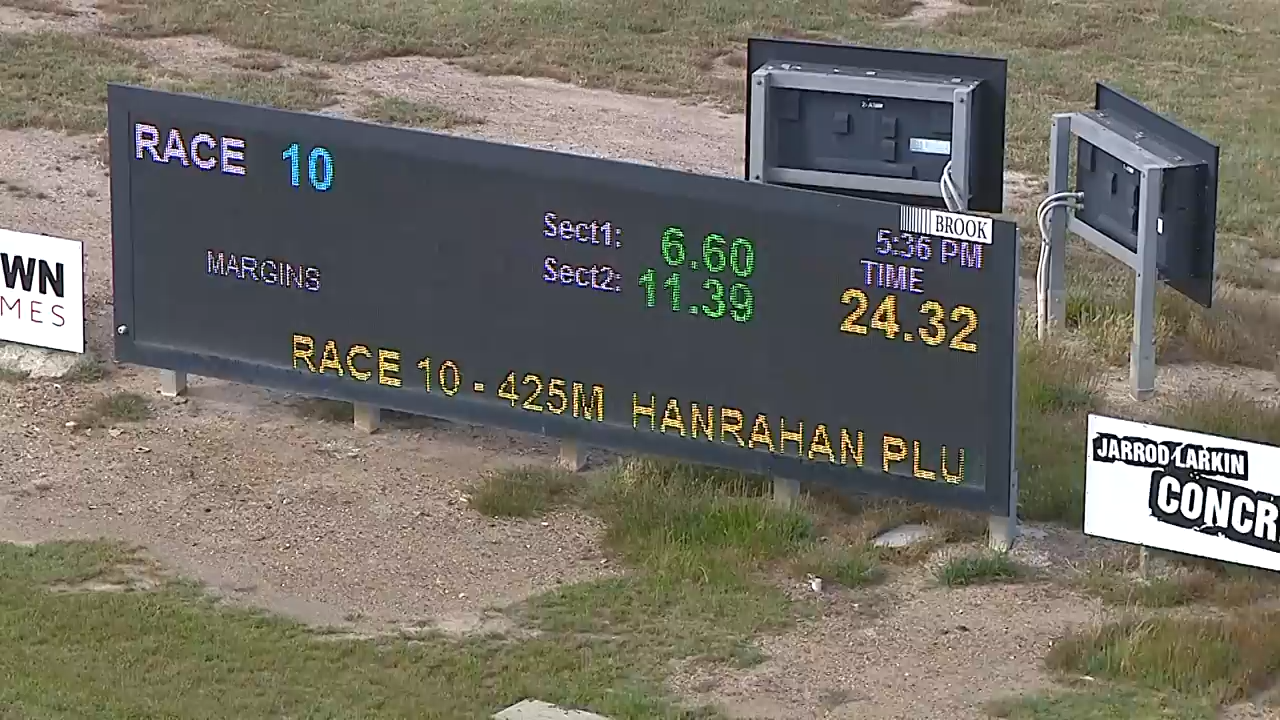 RACE 10
BROOK
Sect1: 6.60
5:36 PM
MARGINS
Sect2: 11.39
TIME
24.32
RACE 10 - 425M HANRAHAN PLU
WN
MES
JARROD LARKIN
CONCR